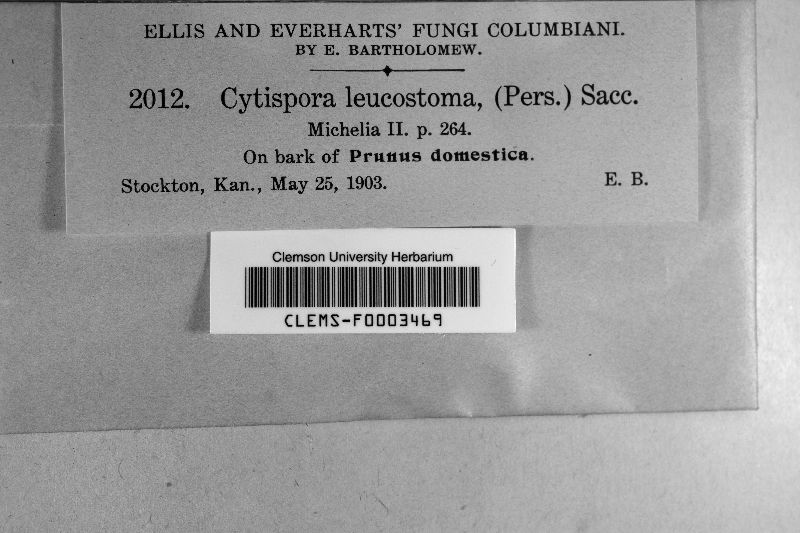 ELLIS AND EVERHARTS' FUNGI COLUMBIANI.
BY E. BARTHOLOMEW.
2012. Cytispora leucostoma, (Pers.) Sacc.
Michelia II. p. 264.
On bark of Prunus domestica.
Stockton, Kan., May 25, 1903. E. B.
Clemson University Herbarium
CLEMS-F0003469